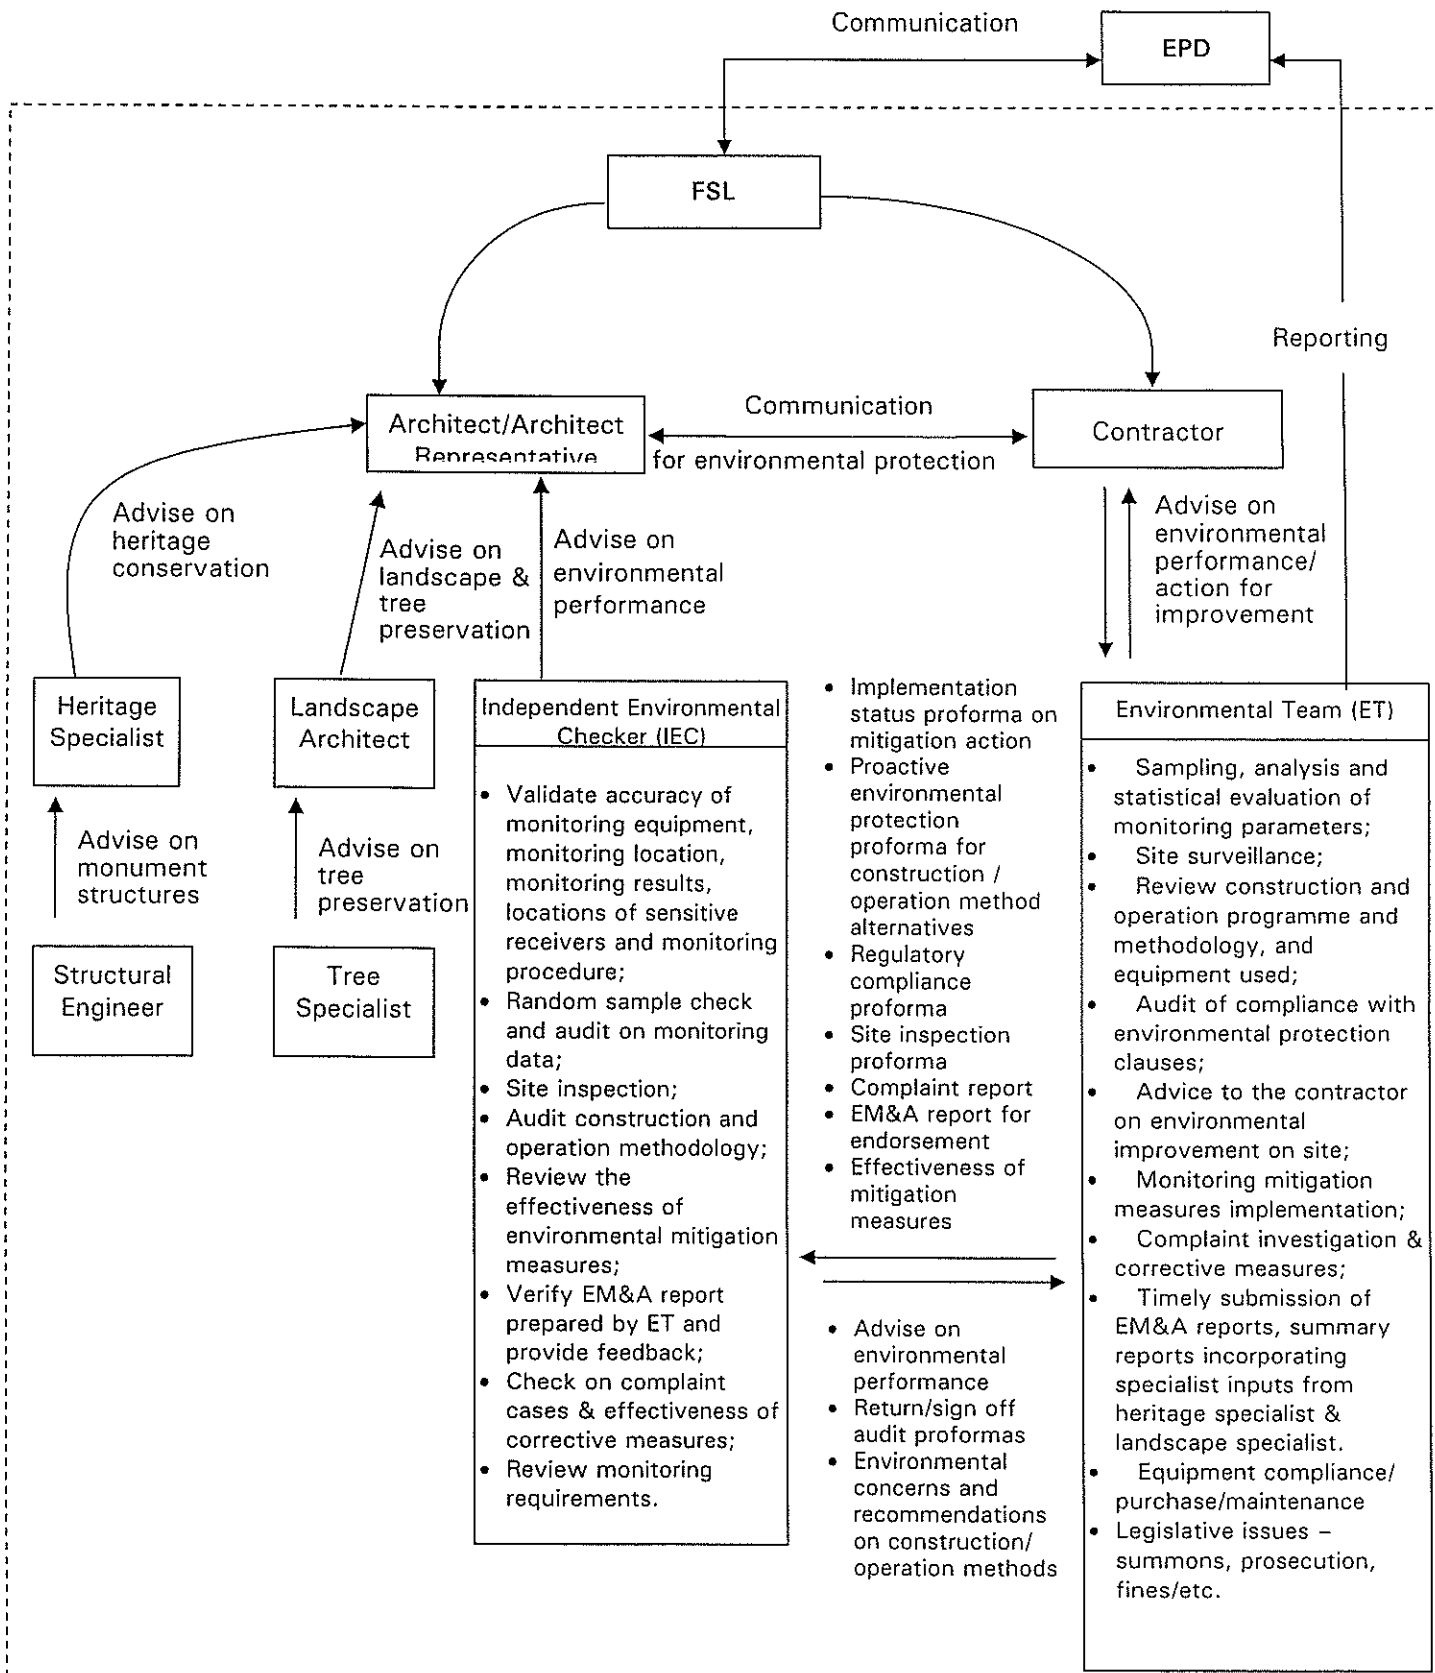 Communication
EPD
FSL
Reporting
Architect/Architect
Representative
Communication
for environmental protection
Contractor
Advise on
heritage
conservation
Advise on
landscape &
tree
preservation
Advise on
environmental
performance
Advise on
environmental
performance/
action for
improvement
Heritage
Specialist
Landscape
Architect
Advise on
monument
structures
Advise on
tree
preservation
Structural
Engineer
Tree
Specialist
Independent Environmental
Checker (IEC)
• Validate accuracy of
monitoring equipment,
monitoring location,
monitoring results,
locations of sensitive
receivers and monitoring
procedure;
• Random sample check
and audit on monitoring
data;
• Site inspection;
• Audit construction and
operation methodology;
• Review the
effectiveness of
environmental mitigation
measures;
• Verify EM&A report
prepared by ET and
provide feedback;
• Check on complaint
cases & effectiveness of
corrective measures;
• Review monitoring
requirements.
• Implementation
status proforma on
mitigation action
• Proactive
environmental
protection
proforma for
construction /
operation method
alternatives
• Regulatory
compliance
proforma
• Site inspection
proforma
• Complaint report
• EM&A report for
endorsement
• Effectiveness of
mitigation
measures
• Advise on
environmental
performance
• Return/sign off
audit proformas
• Environmental
concerns and
recommendations
on construction/
operation methods
Environmental Team (ET)
• Sampling, analysis and
statistical evaluation of
monitoring parameters;
• Site surveillance;
• Review construction and
operation programme and
methodology, and
equipment used;
• Audit of compliance with
environmental protection
clauses;
• Advice to the contractor
on environmental
improvement on site;
• Monitoring mitigation
measures implementation;
• Complaint investigation &
corrective measures;
• Timely submission of
EM&A reports, summary
reports incorporating
specialist inputs from
heritage specialist &
landscape specialist.
• Equipment compliance/
purchase/maintenance
• Legislative issues –
summons, prosecution,
fines/etc.